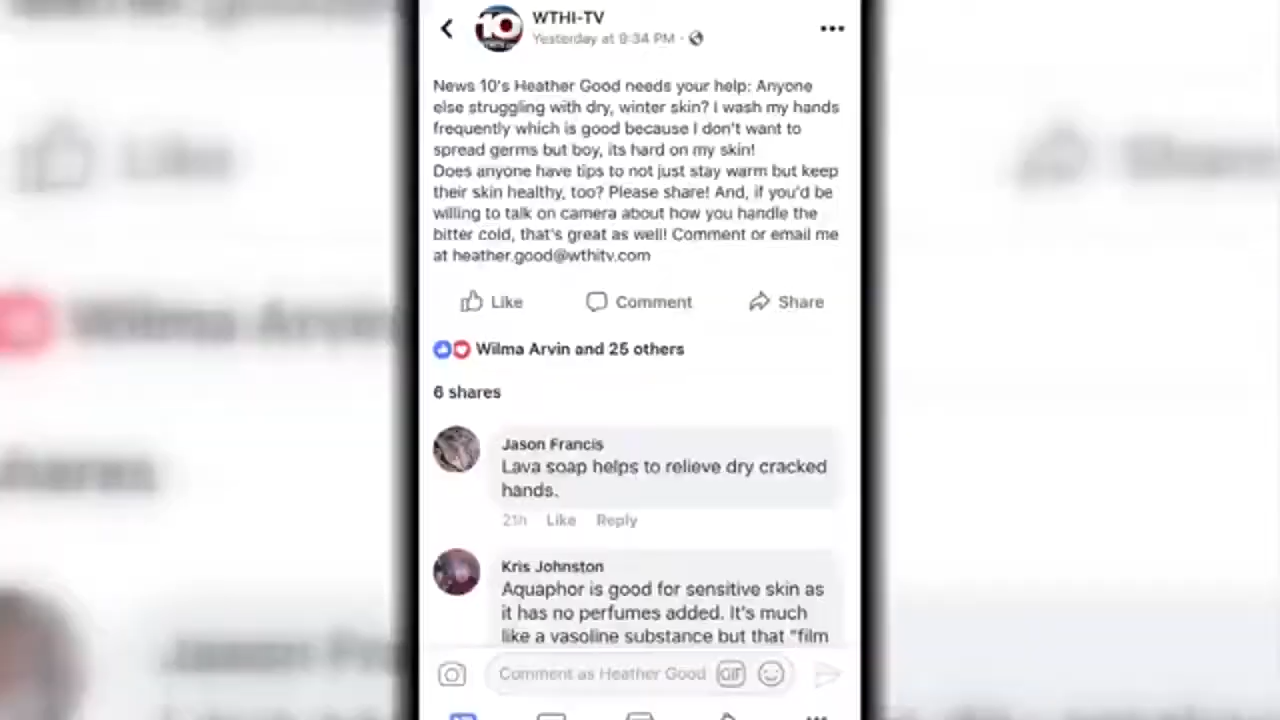 10
WTHI-TV
Yesterday at 9:34 PM
News 10's Heather Good needs your help: Anyone
else struggling with dry, winter skin? I wash my hands
frequently which is good because I don't want to
spread germs but boy, its hard on my skin!
Does anyone have tips to not just stay warm but keep
their skin healthy, too? Please share! And, if you'd be
willing to talk on camera about how you handle the
bitter cold, that's great as well! Comment or email me
at heather.good@wthitv.com
Like Comment Share
Wilma Arvin and 25 others
6 shares
Jason Francis
Lava soap helps to relieve dry cracked
hands.
21h Like Reply
Kris Johnston
Aquaphor is good for sensitive skin as
it has no perfumes added. It's much
like a vasoline substance but that "film
Comment as Heather Good GIF